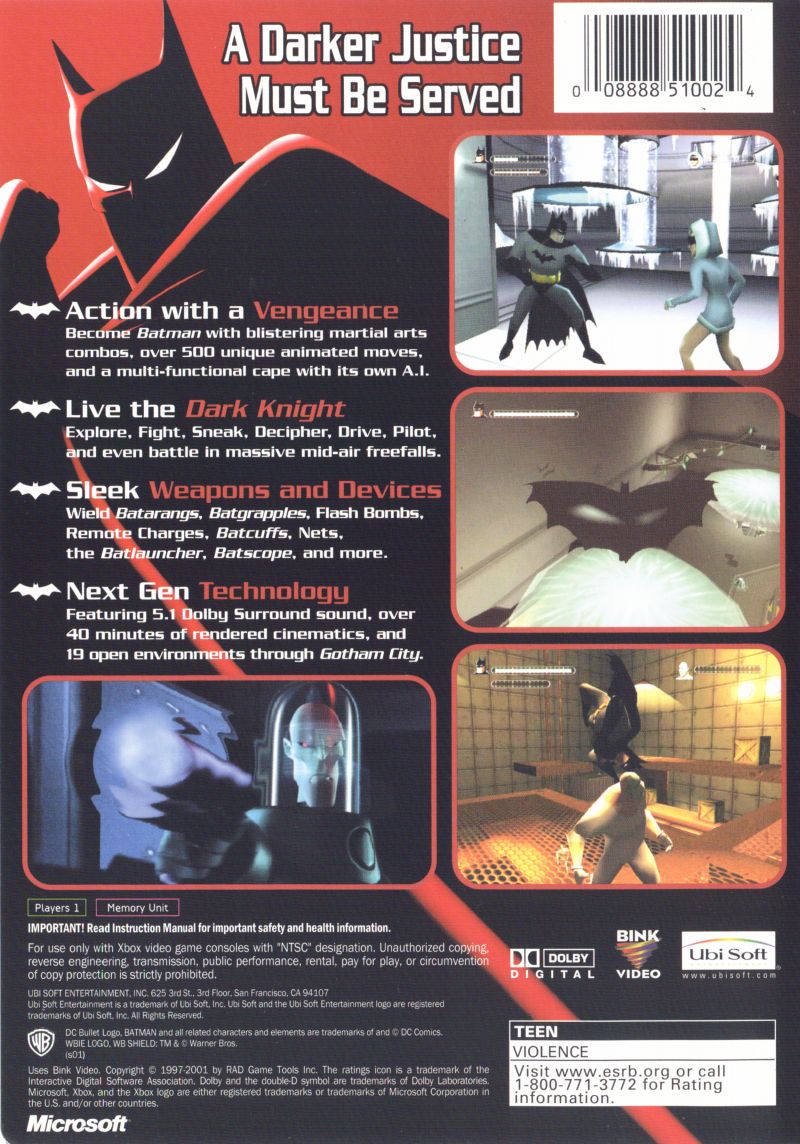 A Darker Justice
Must Be Served
0 08888 51002 4
Action with a Vengeance
Become Batman with blistering martial arts
combos, over 500 unique animated moves,
and a multi-functional cape with its own A.I.
Live the Dark Knight
Explore, Fight, Sneak, Decipher, Drive, Pilot,
and even battle in massive mid-air freefalls.
Sleek Weapons and Devices
Wield Batarangs, Batgrapples, Flash Bombs,
Remote Charges, Batcuffs, Nets,
the Batlauncher, Batscope, and more.
Next Gen Technology
Featuring 5.1 Dolby Surround sound, over
40 minutes of rendered cinematics, and
19 open environments through Gotham City.
Players 1
Memory Unit
IMPORTANT! Read Instruction Manual for important safety and health information.
For use only with Xbox video game consoles with "NTSC" designation. Unauthorized copying,
reverse engineering, transmission, public performance, rental, pay for play, or circumvention
of copy protection is strictly prohibited.
UBI SOFT ENTERTAINMENT, INC. 625 3rd St., 3rd Floor, San Francisco, CA 94107
Ubi Soft Entertainment is a trademark of Ubi Soft, Inc. Ubi Soft and the Ubi Soft Entertainment logo are registered
trademarks of Ubi Soft, Inc. All Rights Reserved.
WB
DC Bullet Logo, BATMAN and all related characters and elements are trademarks of and © DC Comics.
WBIE LOGO, WB SHIELD: TM & © Warner Bros.
(s01)
Uses Bink Video. Copyright © 1997-2001 by RAD Game Tools Inc. The ratings icon is a trademark of the
Interactive Digital Software Association. Dolby and the double-D symbol are trademarks of Dolby Laboratories.
Microsoft, Xbox, and the Xbox logo are either registered trademarks or trademarks of Microsoft Corporation in
the U.S. and/or other countries.
Microsoft
DOLBY
DIGITAL
BINK
VIDEO
Ubi Soft
www.ubisoft.com
TEEN
VIOLENCE
Visit www.esrb.org or call
1-800-771-3772 for Rating
information.